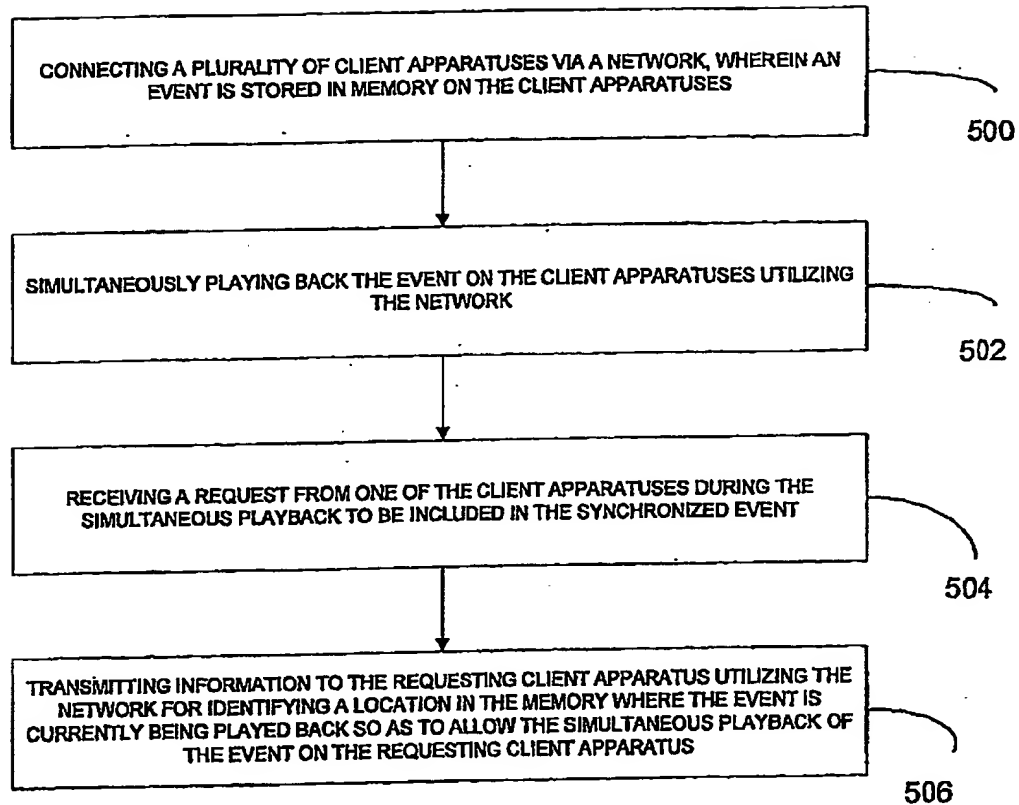 CONNECTING A PLURALITY OF CLIENT APPARATUSES VIA A NETWORK, WHEREIN AN
EVENT IS STORED IN MEMORY ON THE CLIENT APPARATUSES
500
SIMULTANEOUSLY PLAYING BACK THE EVENT ON THE CLIENT APPARATUSES UTILIZING
THE NETWORK
502
RECEIVING A REQUEST FROM ONE OF THE CLIENT APPARATUSES DURING THE
SIMULTANEOUS PLAYBACK TO BE INCLUDED IN THE SYNCHRONIZED EVENT
504
TRANSMITTING INFORMATION TO THE REQUESTING CLIENT APPARATUS UTILIZING THE
NETWORK FOR IDENTIFYING A LOCATION IN THE MEMORY WHERE THE EVENT IS
CURRENTLY BEING PLAYED BACK SO AS TO ALLOW THE SIMULTANEOUS PLAYBACK OF
THE EVENT ON THE REQUESTING CLIENT APPARATUS
506